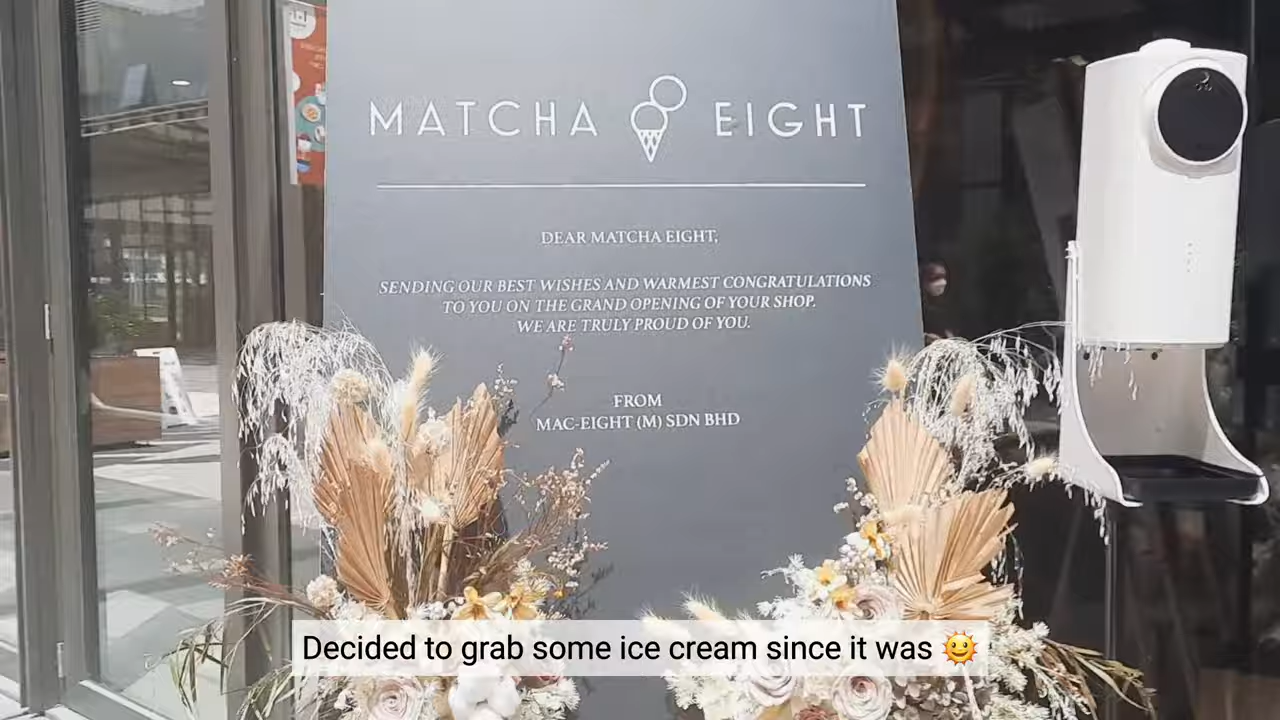 MATCHA EIGHT
DEAR MATCHA EIGHT,
SENDING OUR BEST WISHES AND WARMEST CONGRATULATIONS
TO YOU ON THE GRAND OPENING OF YOUR SHOP.
WE ARE TRULY PROUD OF YOU.
FROM
MAC-EIGHT (M) SDN BHD
Decided to grab some ice cream since it was 🌞